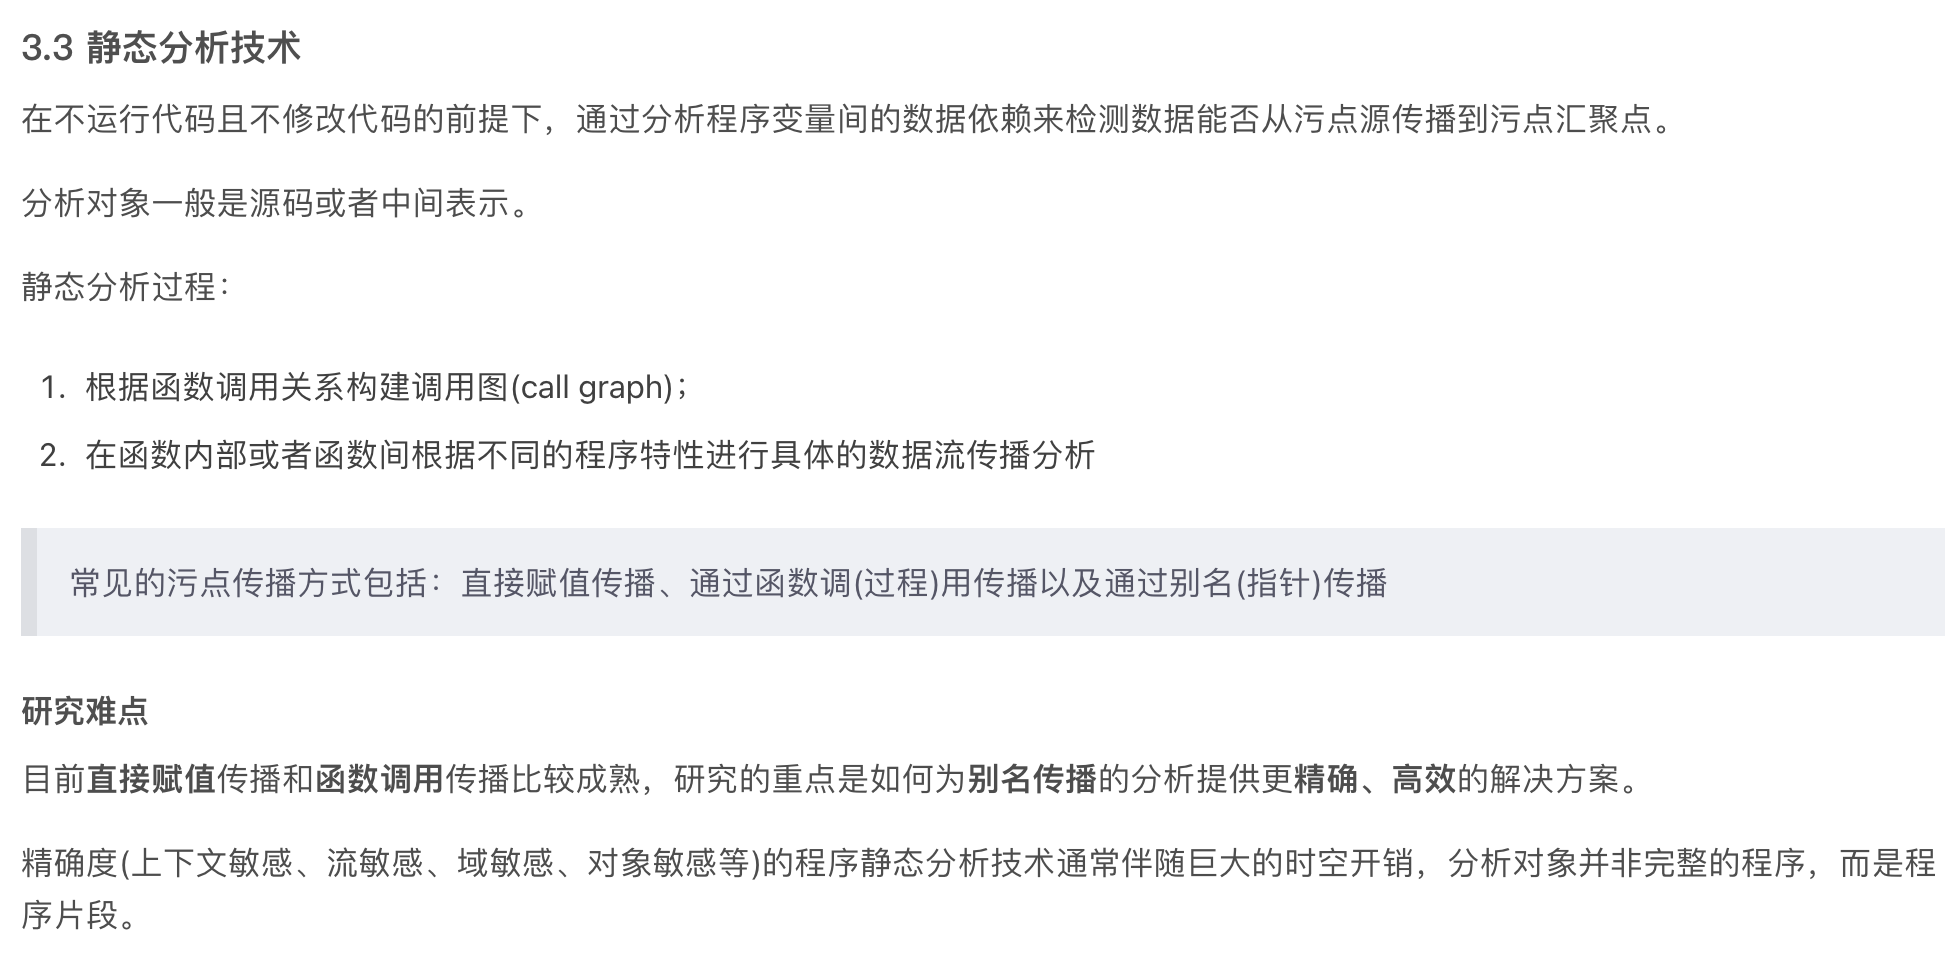 3.3 静态分析技术
在不运行代码且不修改代码的前提下，通过分析程序变量间的数据依赖来检测数据能否从污点源传播到污点汇聚点。
分析对象一般是源码或者中间表示。
静态分析过程：
1. 根据函数调用关系构建调用图(call graph)；
2. 在函数内部或者函数间根据不同的程序特性进行具体的数据流传播分析
常见的污点传播方式包括：直接赋值传播、通过函数调(过程)用传播以及通过别名(指针)传播
研究难点
目前直接赋值传播和函数调用传播比较成熟，研究的重点是如何为别名传播的分析提供更精确、高效的解决方案。
精确度(上下文敏感、流敏感、域敏感、对象敏感等)的程序静态分析技术通常伴随巨大的时空开销，分析对象并非完整的程序，而是程
序片段。